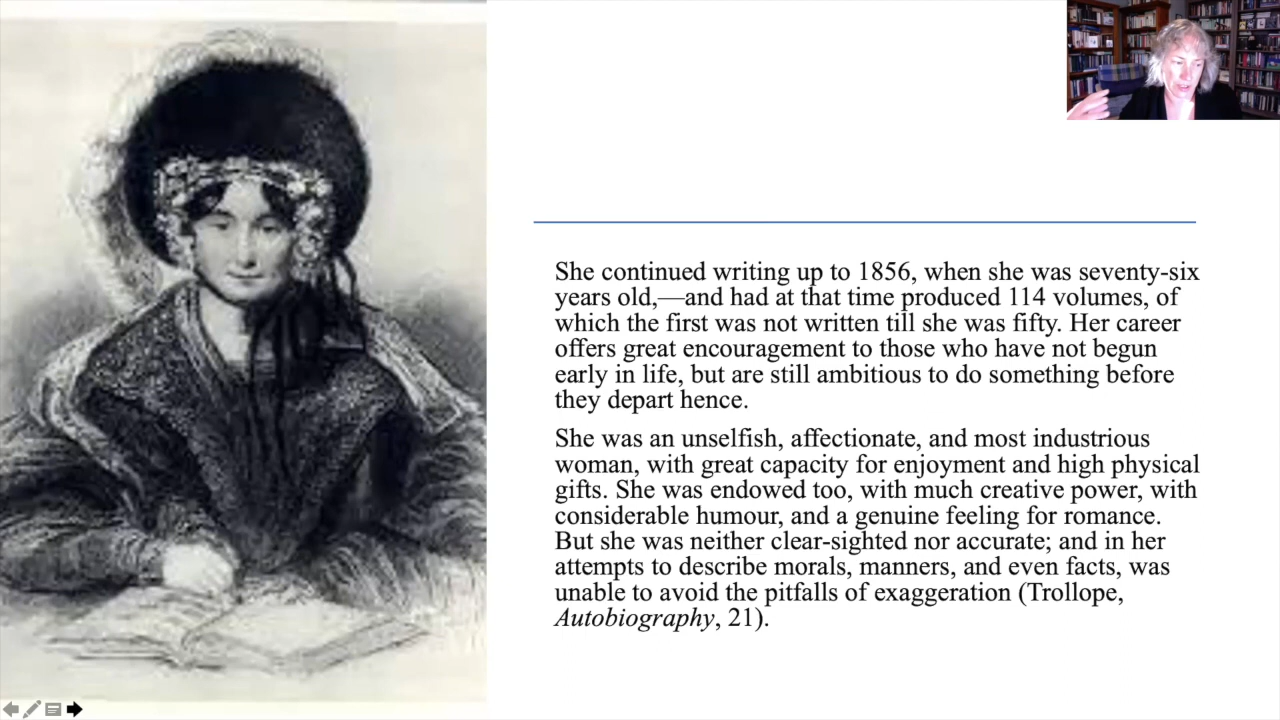 She continued writing up to 1856, when she was seventy-six
years old,—and had at that time produced 114 volumes, of
which the first was not written till she was fifty. Her career
offers great encouragement to those who have not begun
early in life, but are still ambitious to do something before
they depart hence.
She was an unselfish, affectionate, and most industrious
woman, with great capacity for enjoyment and high physical
gifts. She was endowed too, with much creative power, with
considerable humour, and a genuine feeling for romance.
But she was neither clear-sighted nor accurate; and in her
attempts to describe morals, manners, and even facts, was
unable to avoid the pitfalls of exaggeration (Trollope,
Autobiography, 21).